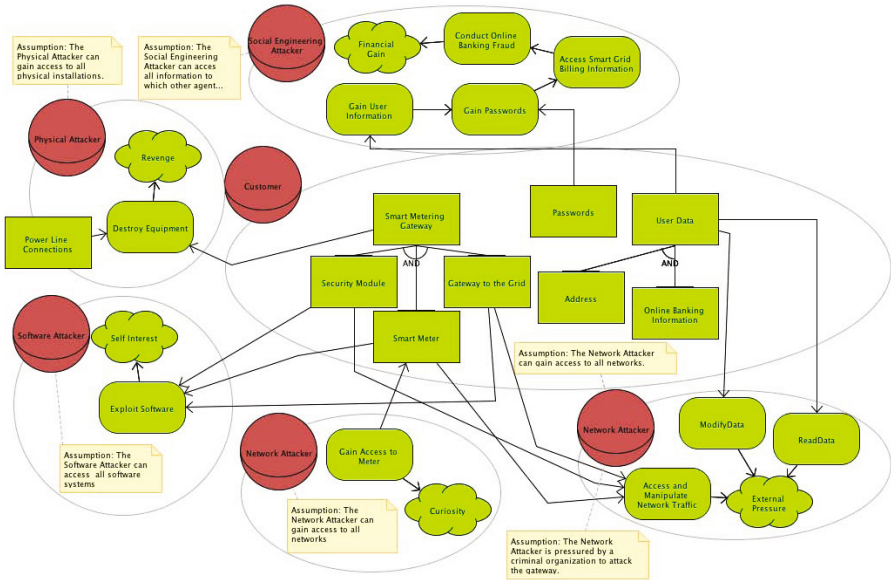 Assumption: The
Physical Attacker can
gain access to all
physical installations.
Assumption: The
Social Engineering
Attacker can acces
all information to
which other agent...
Social Engineering
Attacker
Financial
Gain
Conduct Online
Banking Fraud
Access Smart Grid
Billing Information
Gain User
Information
Gain Passwords
Physical Attacker
Revenge
Customer
Power Line
Connections
Destroy Equipment
Smart Metering
Gateway
Passwords
User Data
AND
AND
Security Module
Gateway to the Grid
Address
Online Banking
Information
Smart Meter
Software Attacker
Self Interest
Exploit Software
Assumption: The
Software Attacker can
access all software
systems
Assumption: The Network Attacker
can gain access to all networks.
Network Attacker
Gain Access to
Meter
Curiosity
Assumption: The
Network Attacker can
gain access to all
networks
Network Attacker
ModifyData
ReadData
Access and
Manipulate
Network Traffic
External
Pressure
Assumption: The Network
Attacker is pressured by a
criminal organization to attack
the gateway.